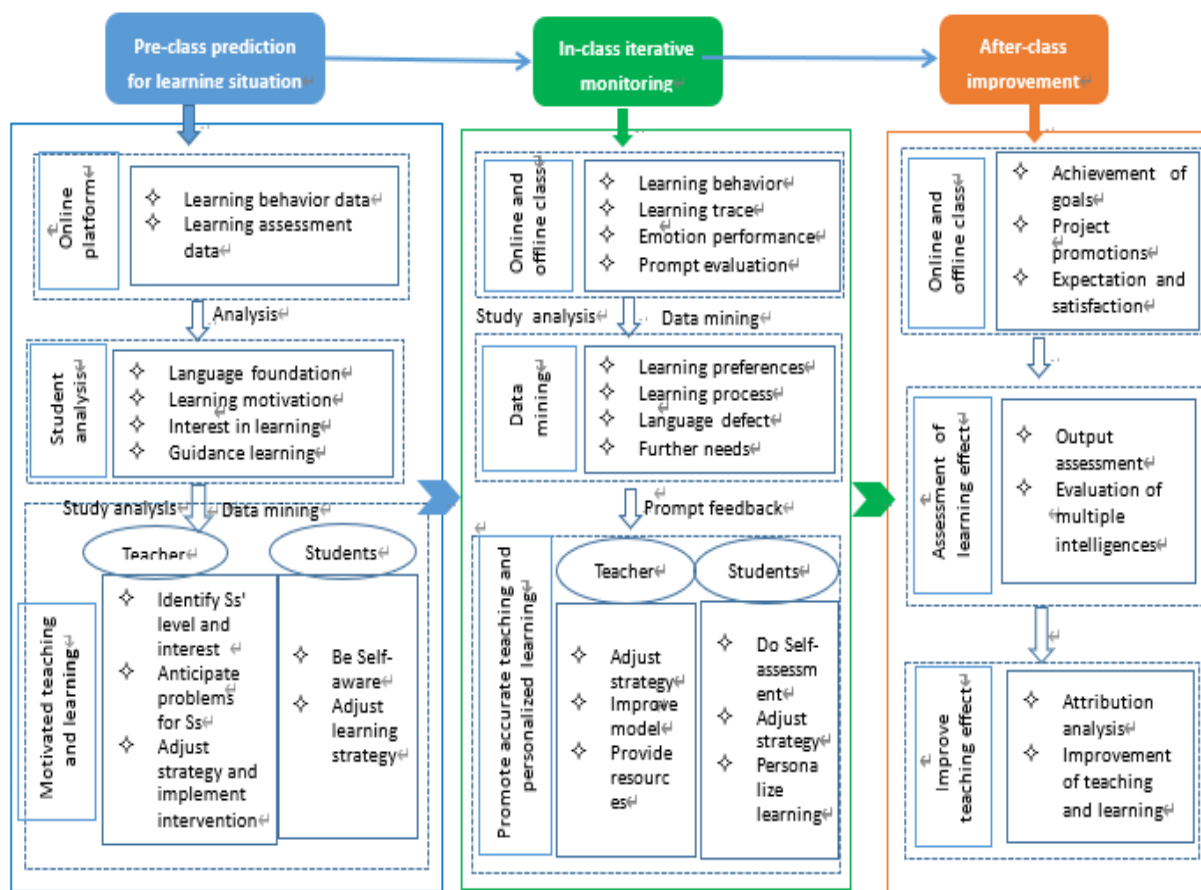 Pre-class prediction
for learning situation
In-class iterative
monitoring
After-class
improvement
Online
platform
Learning behavior data
Learning assessment
data
Analysis
Student
analysis
Language foundation
Learning motivation
Interest in learning
Guidance learning
Study analysis
Data mining
Motivated teaching
and learning
Teacher
Identify Ss'
level and
interest
Anticipate
problems
for Ss
Adjust
strategy and
implement
intervention
Students
Be Self-
aware
Adjust
learning
strategy
Online and
offline class
Learning behavior
Learning trace
Emotion performance
Prompt evaluation
Study analysis
Data mining
Data
mining
Learning preferences
Learning process
Language defect
Further needs
Prompt feedback
Promote accurate teaching and
personalized learning
Teacher
Adjust
strategy
Improve
model
Provide
resourc
es
Students
Do Self-
assessm
ent
Adjust
strategy
Persona
lize
learning
Online and
offline class
Achievement of
goals
Project
promotions
Expectation and
satisfaction
Assessment of
learning effect
Output
assessment
Evaluation of
multiple
intelligences
Improve
teaching effect
Attribution
analysis
Improvement
of teaching
and learning